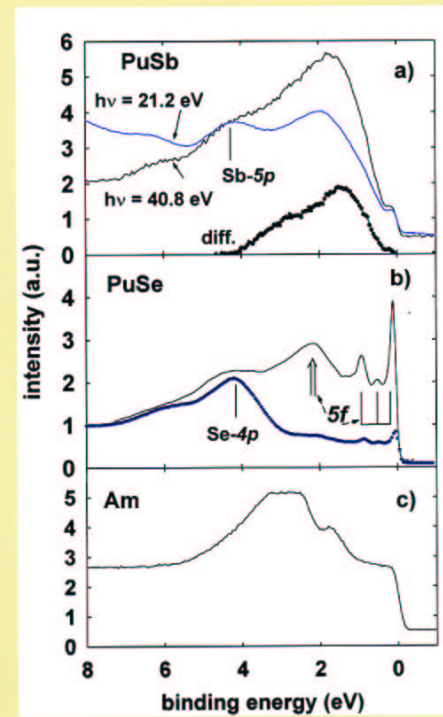 6
PuSb
a)
5
hν = 21.2 eV
4
3
Sb-5p
2
hν = 40.8 eV
1
diff.
0
PuSe
b)
4
3
2
5f
1
Se-4p
0
Am
c)
5
4
3
2
1
0
8 6 4 2 0
binding energy (eV)
intensity (a.u.)